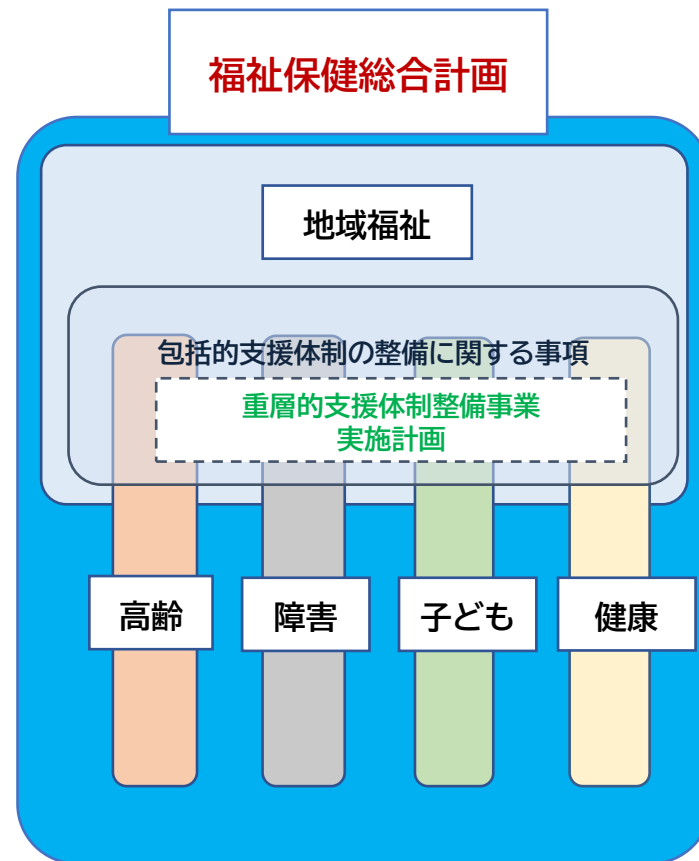 福祉保健総合計画
地域福祉
包括的支援体制の整備に関する事項
重層的支援体制整備事業
実施計画
高齢
障害
子ども
健康